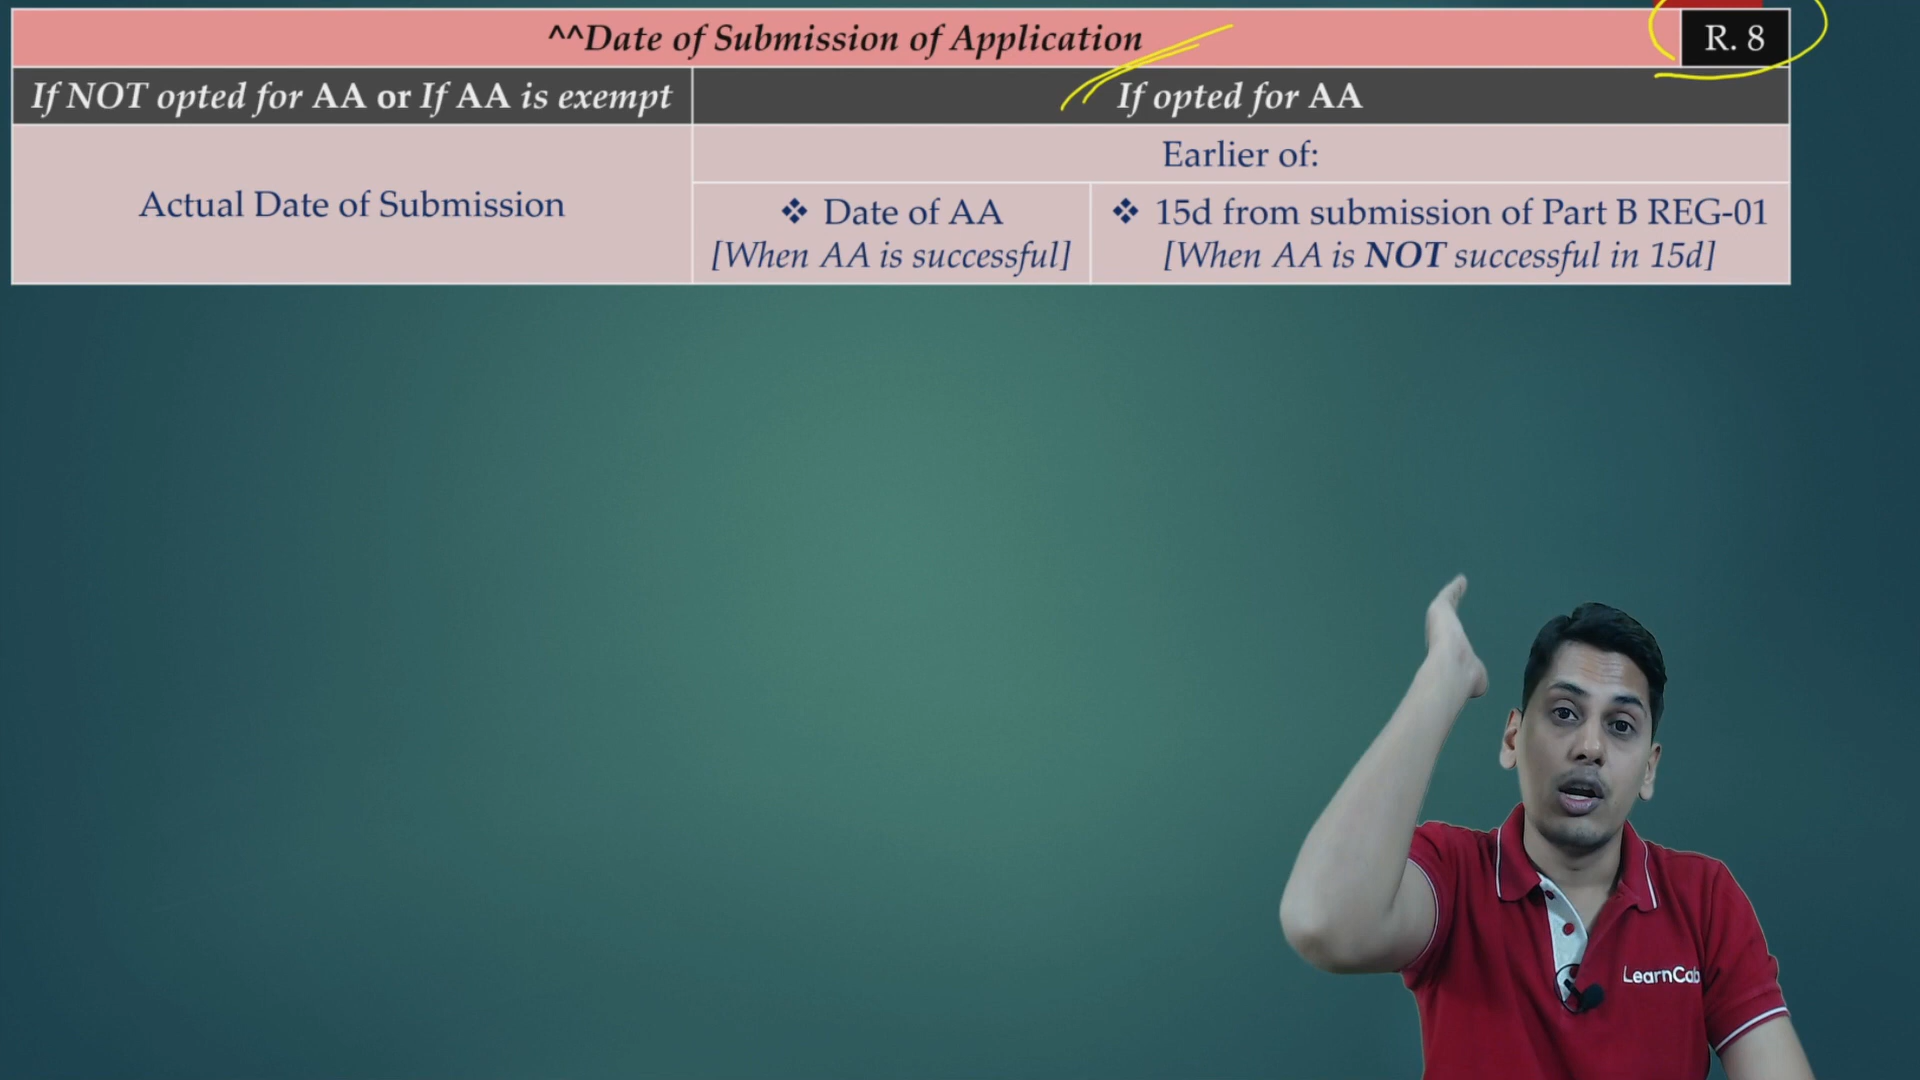 ^^Date of Submission of Application
R. 8
If NOT opted for AA or If AA is exempt
If opted for AA
Actual Date of Submission
Earlier of:
❖ Date of AA
[When AA is successful]
❖ 15d from submission of Part B REG-01
[When AA is NOT successful in 15d]
LearnCab